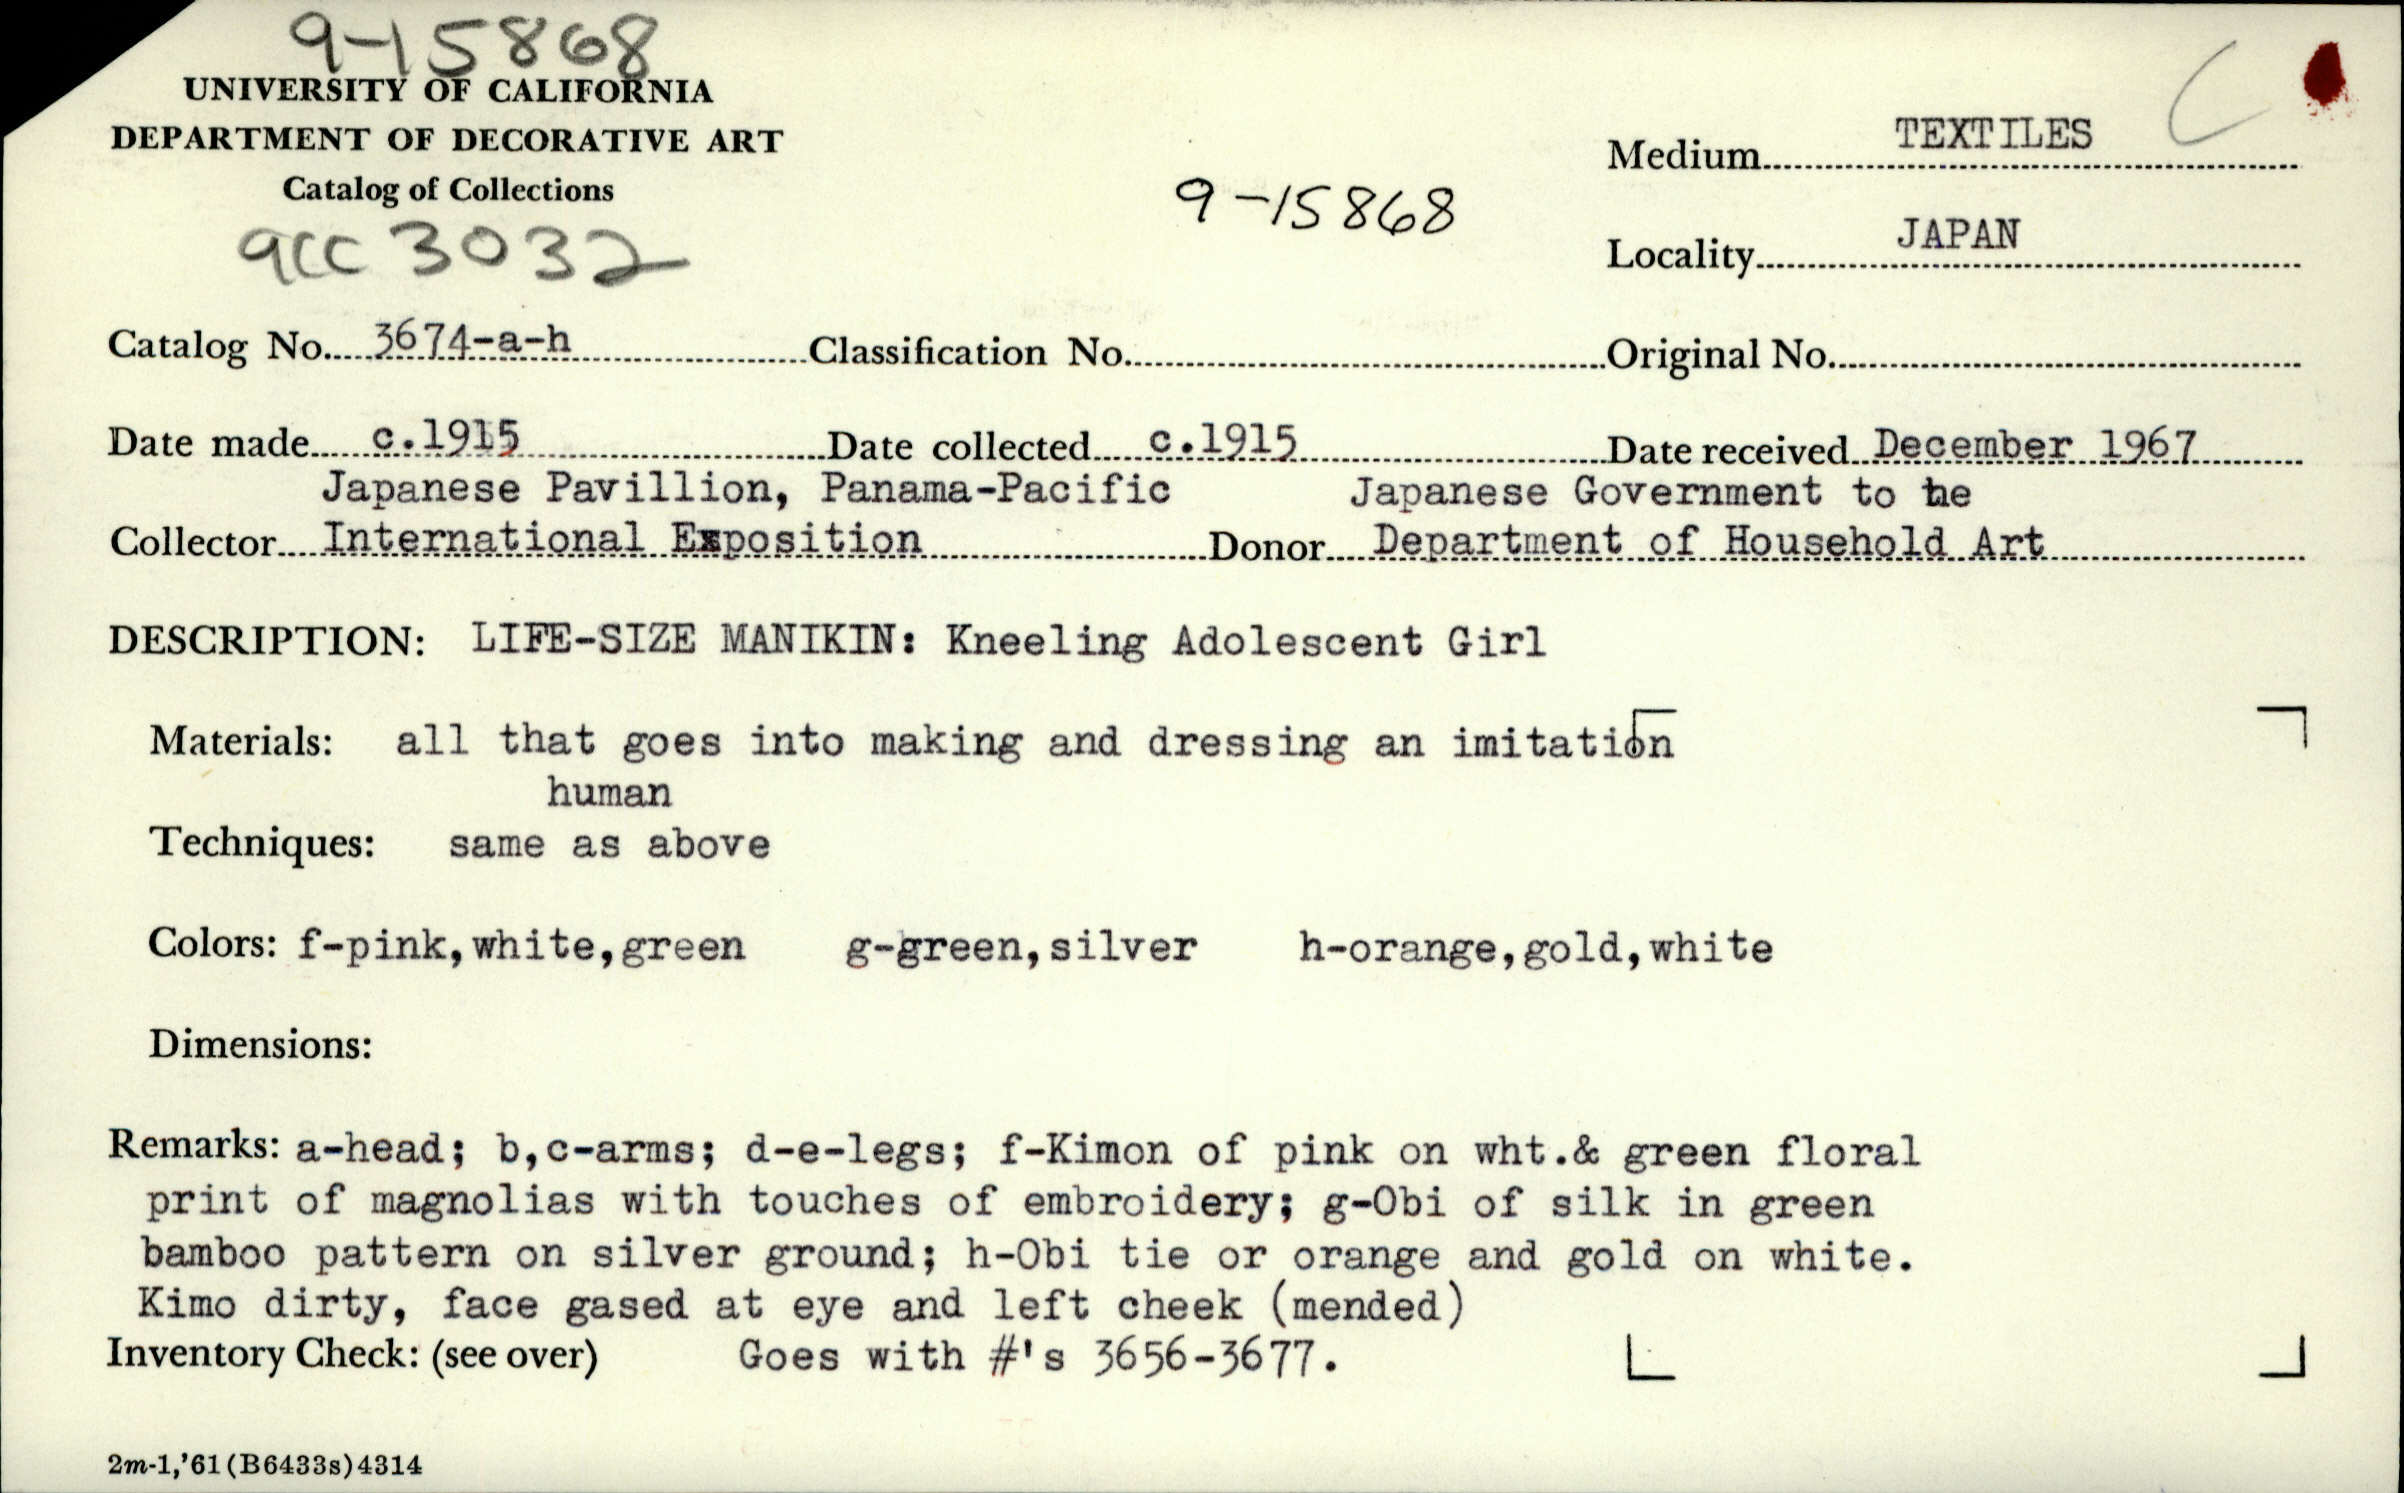 9-15868
UNIVERSITY OF CALIFORNIA
DEPARTMENT OF DECORATIVE ART
Catalog of Collections
acc 3032
9-15868
C
Medium TEXTILES
Locality JAPAN
Catalog No. 3674-a-h Classification No. Original No.
Date made c.1915 Date collected c.1915 Date received December 1967
Japanese Pavillion, Panama-Pacific Japanese Government to he
Collector International Exposition Donor Department of Household Art
DESCRIPTION: LIFE-SIZE MANIKIN: Kneeling Adolescent Girl
Materials: all that goes into making and dressing an imitation
human
Techniques: same as above
Colors: f-pink,white,green g-green,silver h-orange,gold,white
Dimensions:
Remarks: a-head; b,c-arms; d-e-legs; f-Kimon of pink on wht.& green floral
print of magnolias with touches of embroidery; g-Obi of silk in green
bamboo pattern on silver ground; h-Obi tie or orange and gold on white.
Kimo dirty, face gased at eye and left cheek (mended)
Inventory Check: (see over) Goes with #'s 3656-3677.
2m-1,'61(B6433s)4314